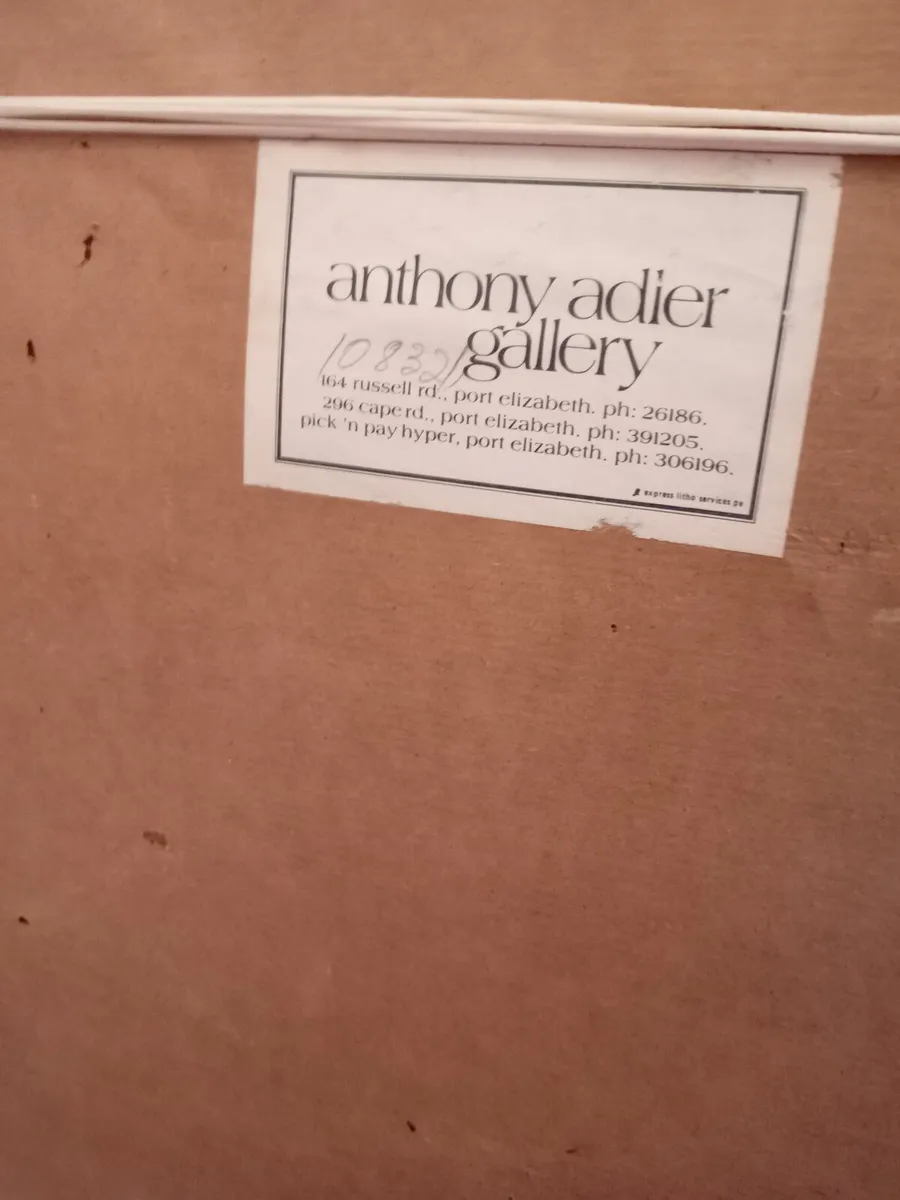 anthony adier
gallery
10832
164 russell rd., port elizabeth. ph: 26186.
296 cape rd., port elizabeth. ph: 391205.
pick 'n pay hyper, port elizabeth. ph: 306196.
express litho services pe